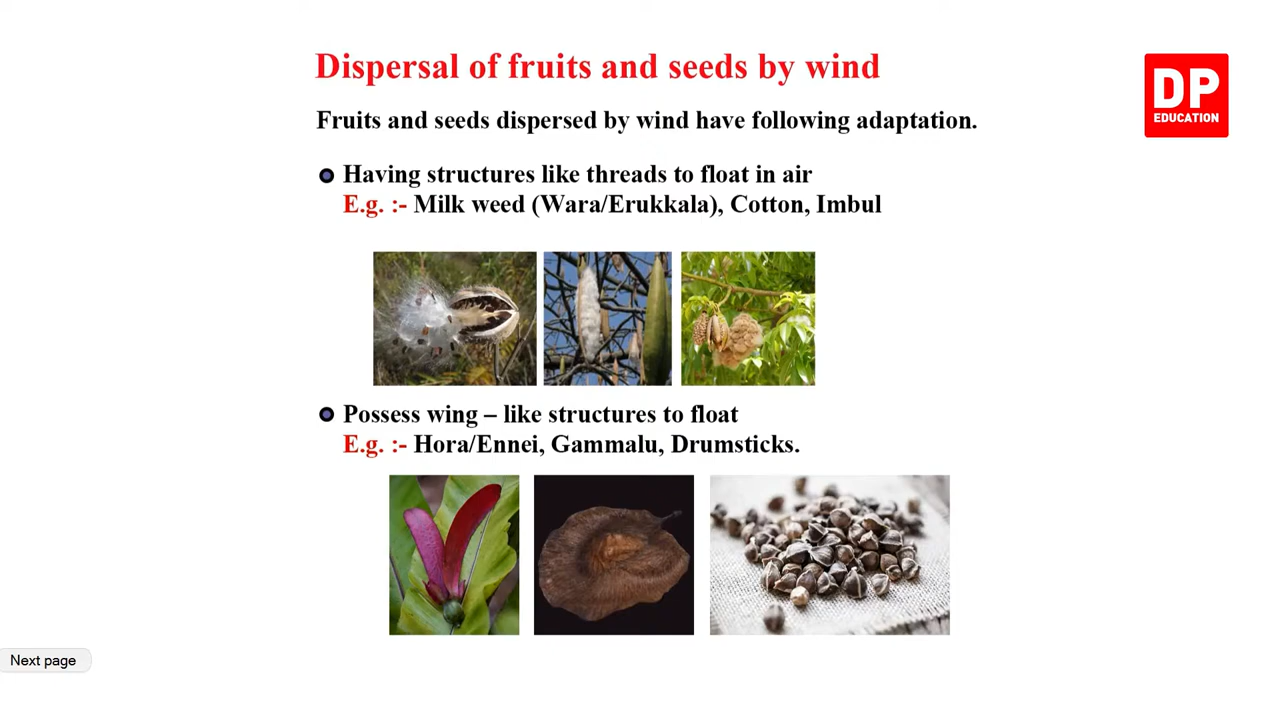 Dispersal of fruits and seeds by wind
DP
EDUCATION
Fruits and seeds dispersed by wind have following adaptation.
Having structures like threads to float in air
E.g. :- Milk weed (Wara/Erukkala), Cotton, Imbul
Possess wing – like structures to float
E.g. :- Hora/Ennei, Gammalu, Drumsticks.
Next page